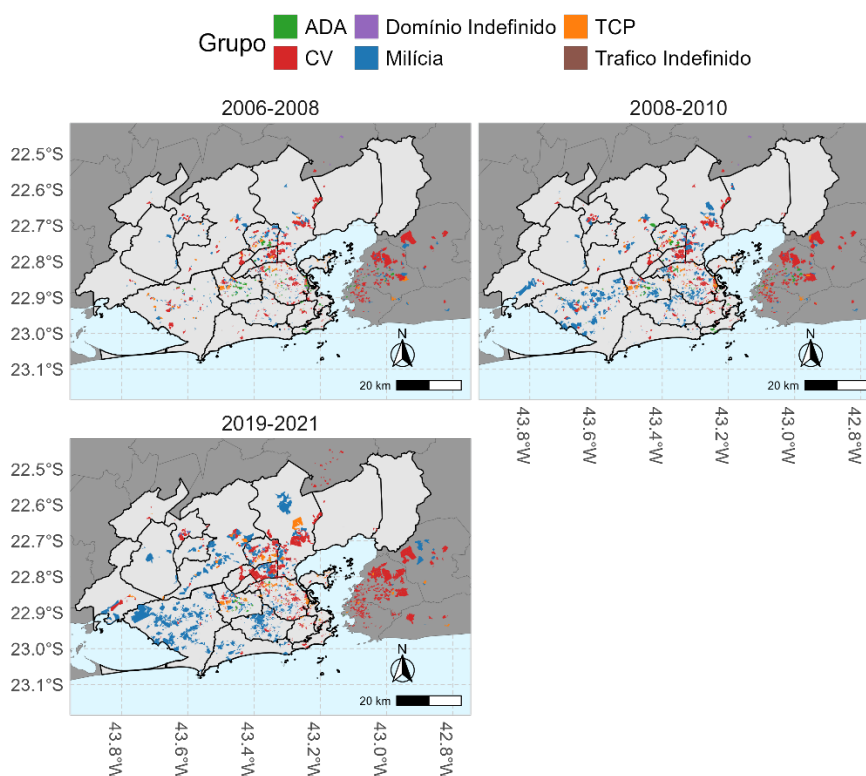 Grupo
ADA
Domínio Indefinido
TCP
CV
Milícia
Trafico Indefinido
2006-2008
2008-2010
22.5°S
22.6°S
22.7°S
22.8°S
22.9°S
23.0°S
23.1°S
N
20 km
N
20 km
43.8°W
43.6°W
43.4°W
43.2°W
43.0°W
42.8°W
2019-2021
22.5°S
22.6°S
22.7°S
22.8°S
22.9°S
23.0°S
23.1°S
N
20 km
43.8°W
43.6°W
43.4°W
43.2°W
43.0°W
42.8°W